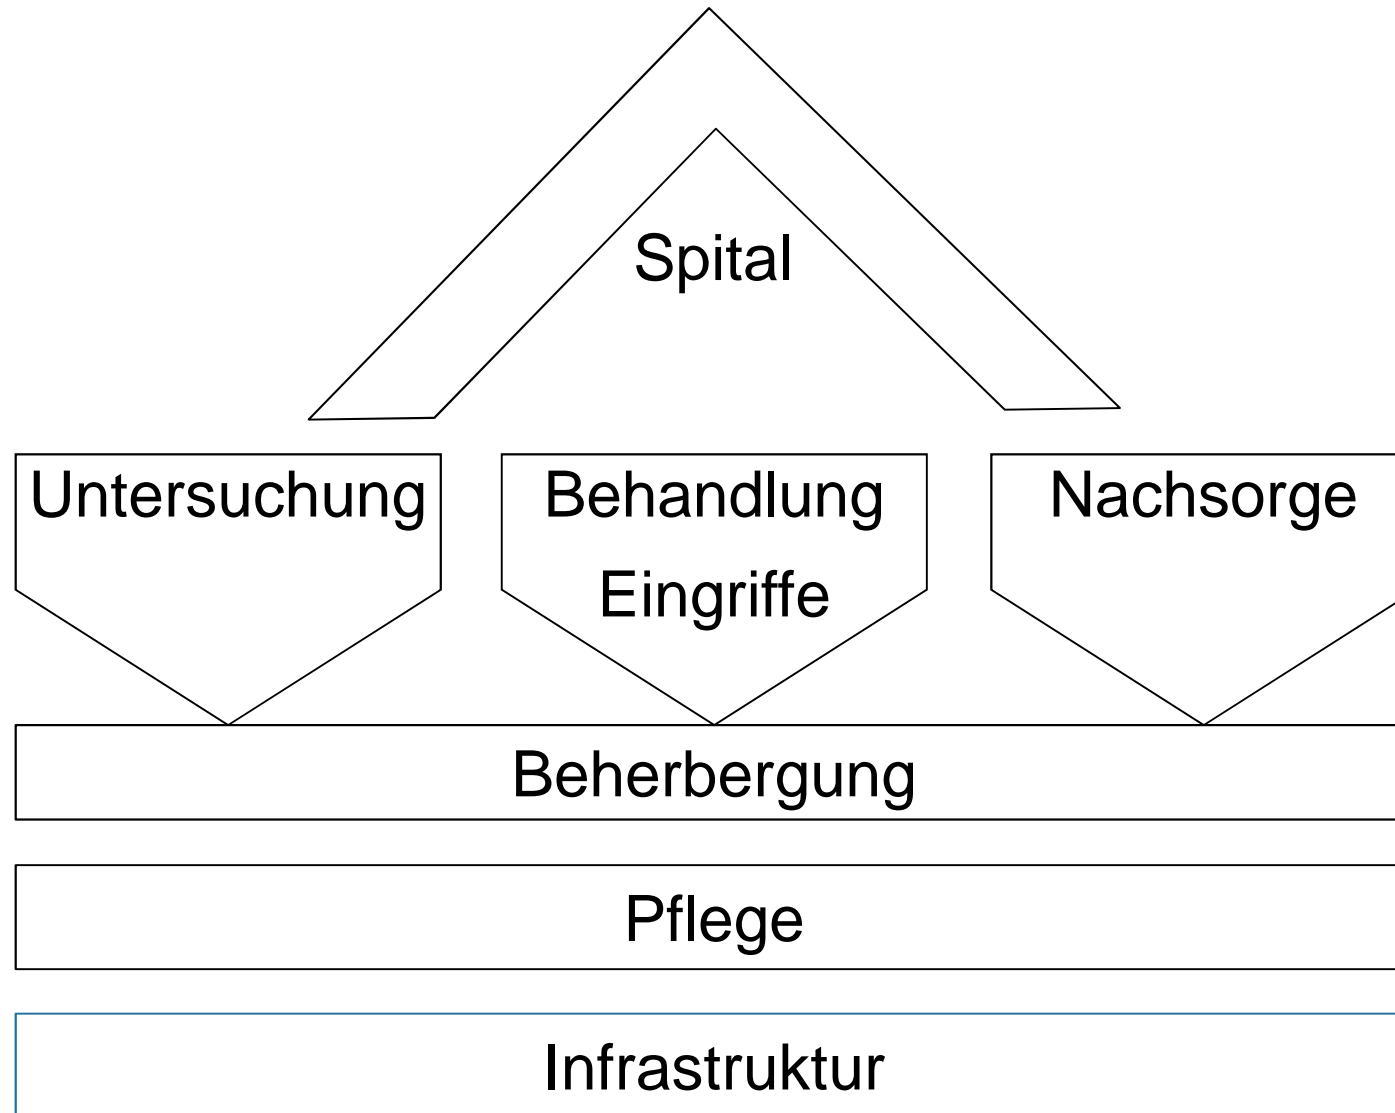 Spital
Untersuchung
Behandlung
Eingriffe
Nachsorge
Beherbergung
Pflege
Infrastruktur